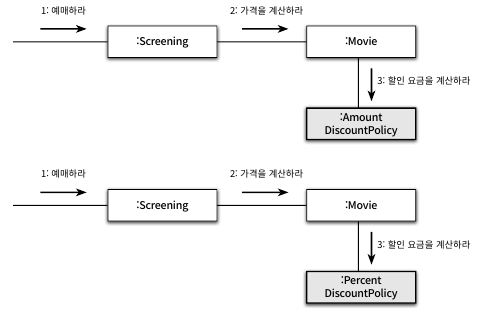 1: 예매하라
2: 가격을 계산하라
:Screening
:Movie
3: 할인 요금을 계산하라
:Amount
DiscountPolicy
1: 예매하라
2: 가격을 계산하라
:Screening
:Movie
3: 할인 요금을 계산하라
:Percent
DiscountPolicy